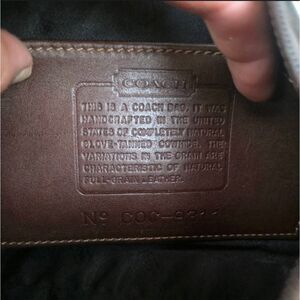 COACH
THIS IS A COACH BAG. IT WAS
HANDCRAFTED IN THE UNITED
STATES OF COMPLETELY NATURAL
GLOVE-TANNED COWHIDE. THE
VARIATIONS IN THE GRAIN ARE
CHARACTERISTIC OF NATURAL
FULL-GRAIN LEATHER.
Nº